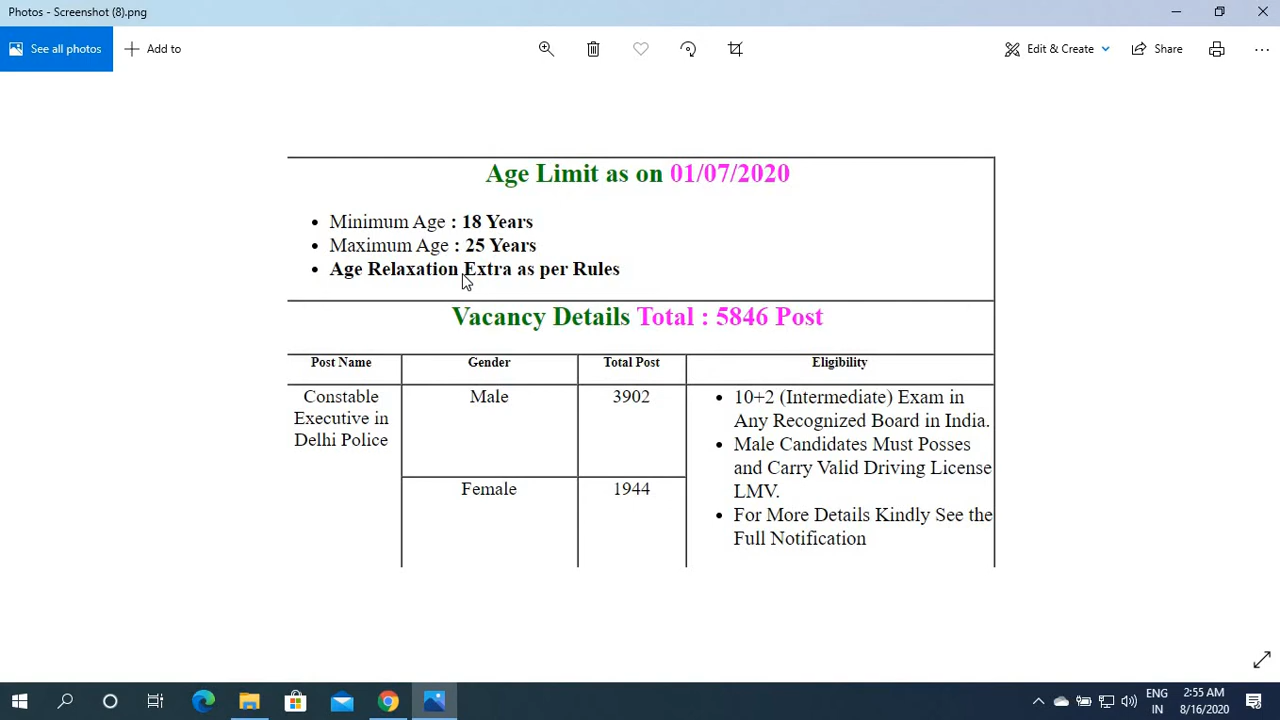 Photos - Screenshot (8).png
See all photos
Add to
Edit & Create
Share
Age Limit as on 01/07/2020
Minimum Age : 18 Years
Maximum Age : 25 Years
Age Relaxation Extra as per Rules
Vacancy Details Total : 5846 Post
Post Name
Gender
Total Post
Eligibility
Constable
Executive in
Delhi Police
Male
3902
Female
1944
10+2 (Intermediate) Exam in
Any Recognized Board in India.
Male Candidates Must Posses
and Carry Valid Driving License
LMV.
For More Details Kindly See the
Full Notification
ENG
IN
2:55 AM
8/16/2020